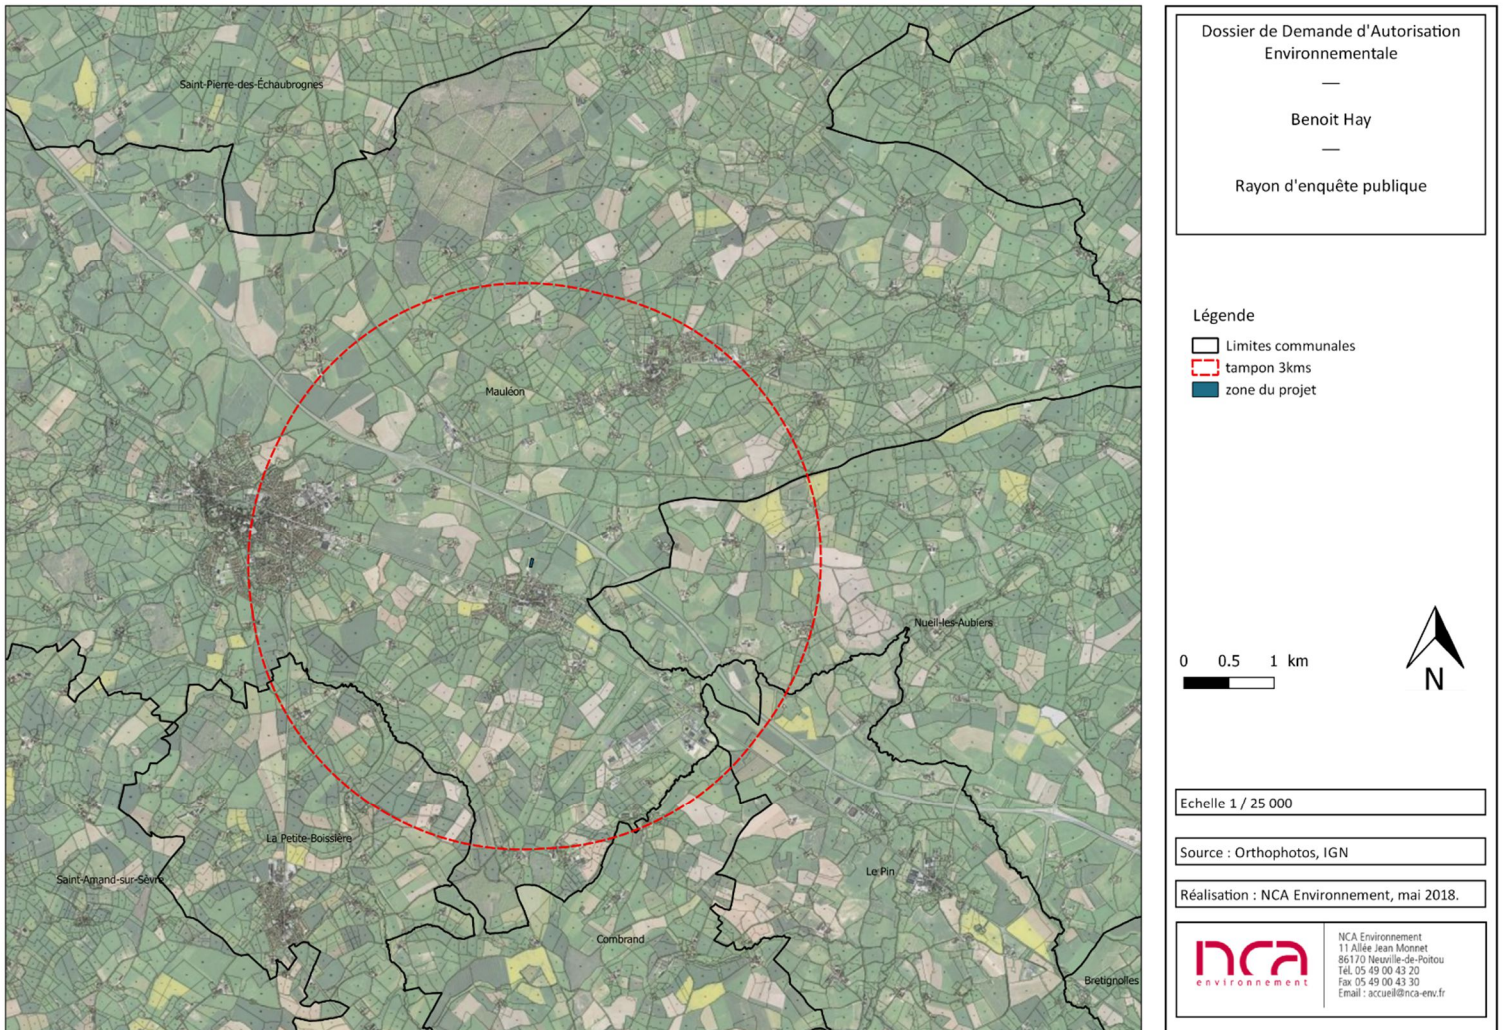 Saint-Pierre-des-Échaubrognes
Mauléon
Nueil-les-Aubiers
La Petite-Boissière
Saint-Amand-sur-Sèvre
Le Pin
Combrand
Bretignolles
Dossier de Demande d'Autorisation
Environnementale
—
Benoit Hay
—
Rayon d'enquête publique
Légende
Limites communales
tampon 3kms
zone du projet
0 0.5 1 km
N
Echelle 1 / 25 000
Source : Orthophotos, IGN
Réalisation : NCA Environnement, mai 2018.
nca
environnement
NCA Environnement
11 Allée Jean Monnet
86170 Neuville-de-Poitou
Tél. 05 49 00 43 20
Fax 05 49 00 43 30
Email : accueil@nca-env.fr